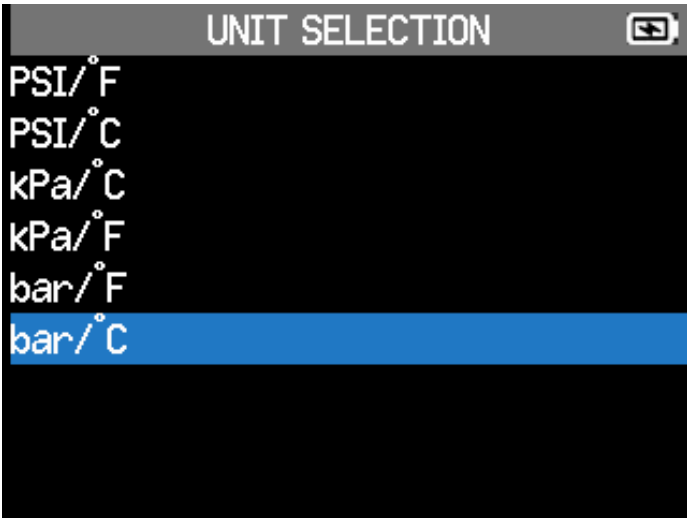 UNIT SELECTION
PSI/°F
PSI/°C
kPa/°C
kPa/°F
bar/°F
bar/°C